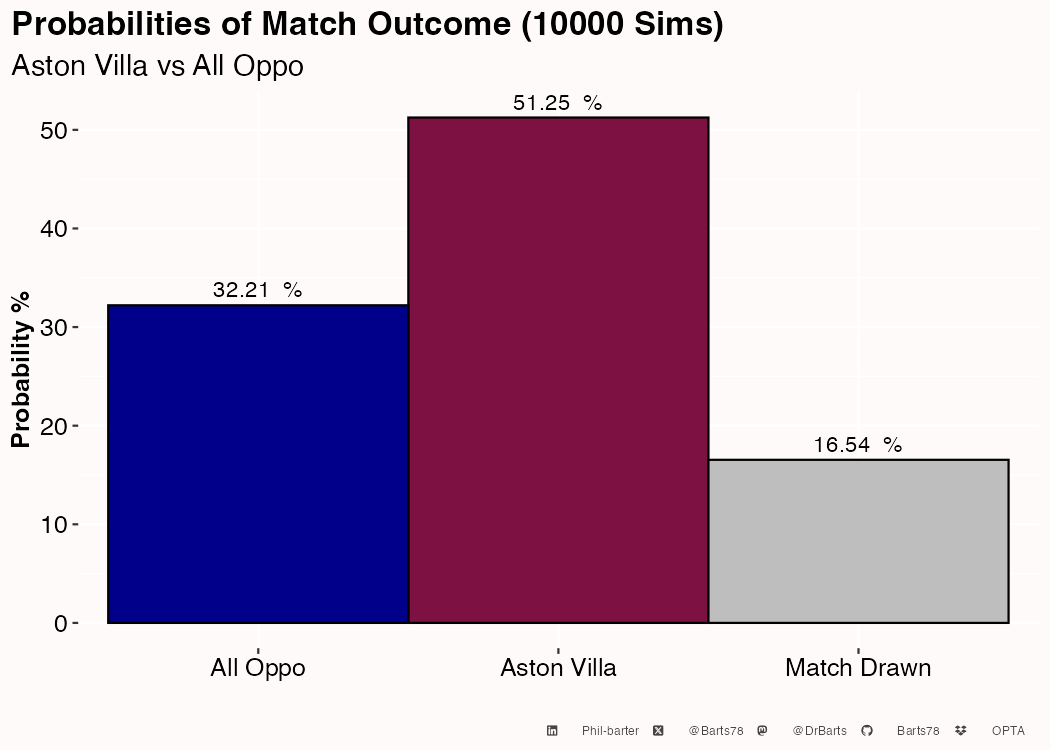 Probabilities of Match Outcome (10000 Sims)
Aston Villa vs All Oppo
51.25 %
50
40
32.21 %
30
Probability %
20
16.54 %
10
0
All Oppo Aston Villa Match Drawn
Phil-barter @Barts78 @DrBarts Barts78 OPTA